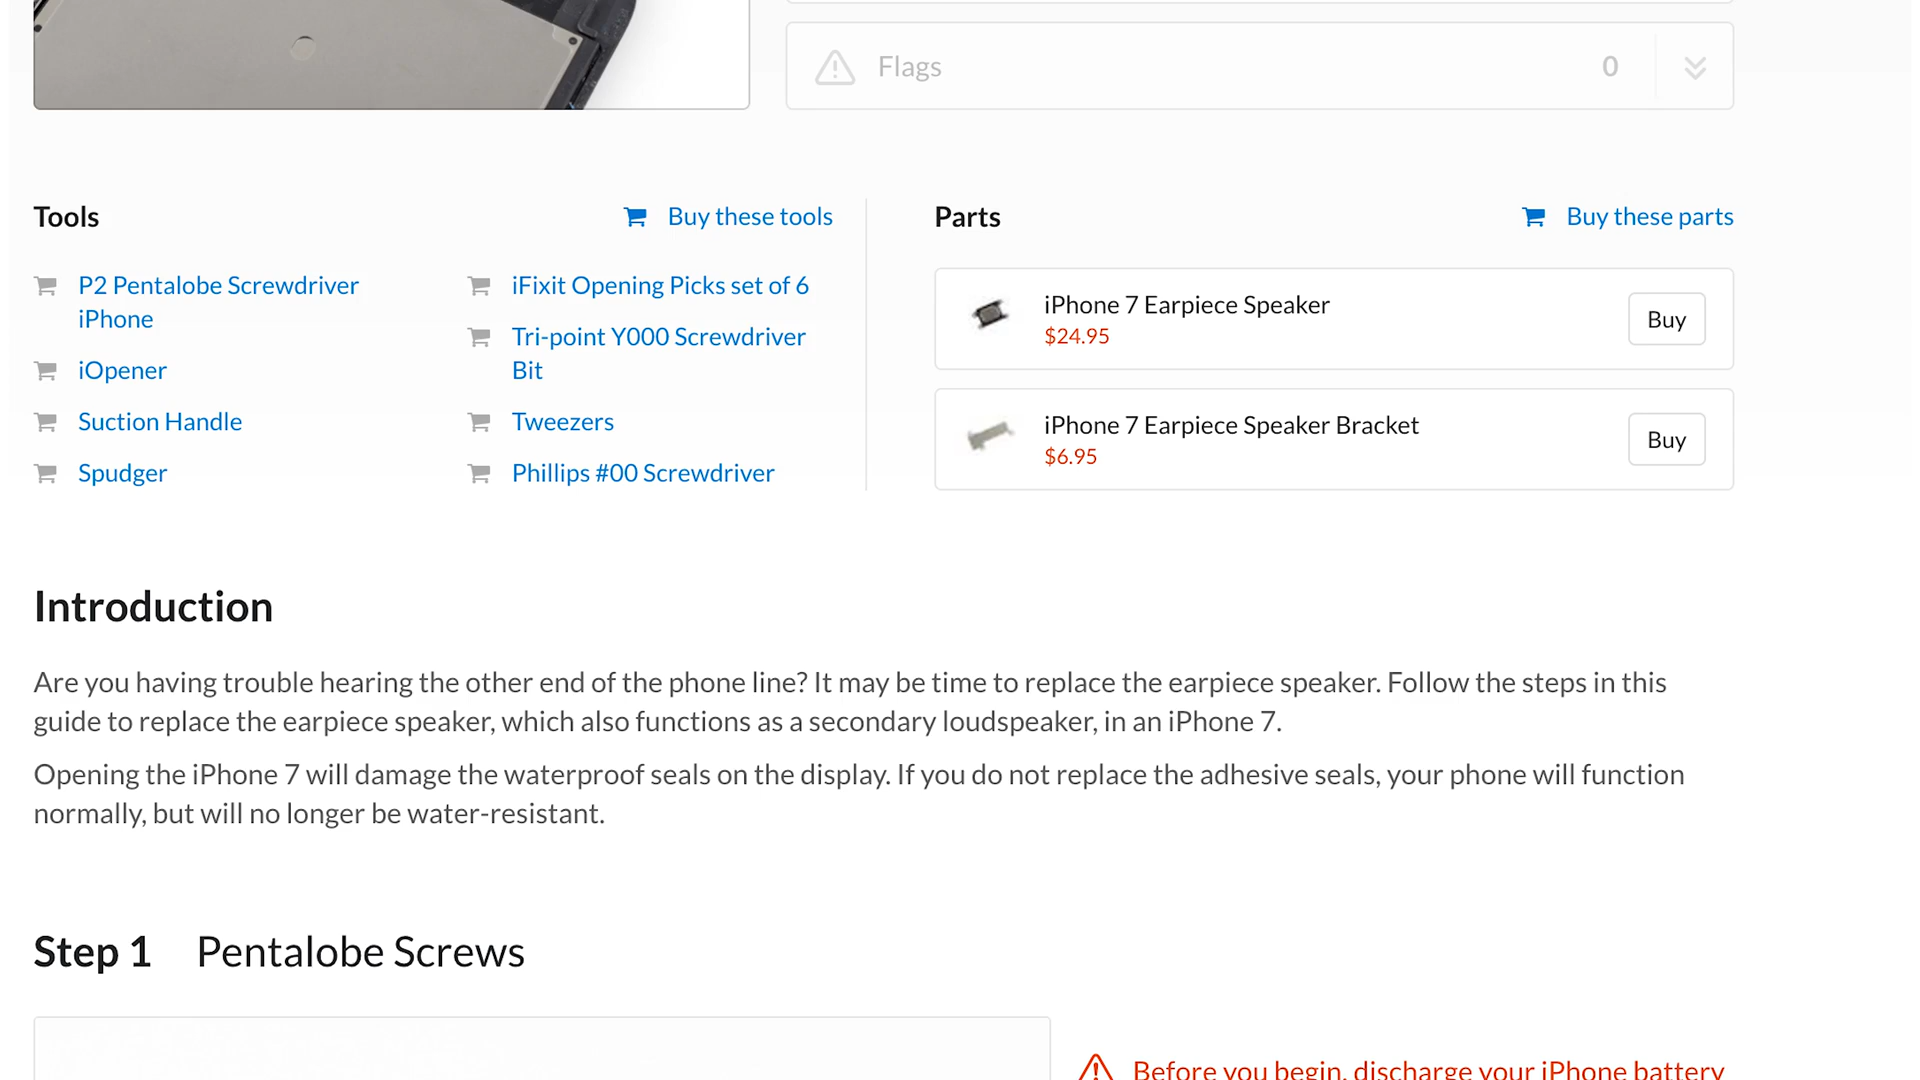 Flags 0
Tools
Buy these tools
P2 Pentalobe Screwdriver
iPhone
iOpener
Suction Handle
Spudger
iFixit Opening Picks set of 6
Tri-point Y000 Screwdriver
Bit
Tweezers
Phillips #00 Screwdriver
Parts
Buy these parts
iPhone 7 Earpiece Speaker
$24.95
Buy
iPhone 7 Earpiece Speaker Bracket
$6.95
Buy
Introduction
Are you having trouble hearing the other end of the phone line? It may be time to replace the earpiece speaker. Follow the steps in this
guide to replace the earpiece speaker, which also functions as a secondary loudspeaker, in an iPhone 7.
Opening the iPhone 7 will damage the waterproof seals on the display. If you do not replace the adhesive seals, your phone will function
normally, but will no longer be water-resistant.
Step 1 Pentalobe Screws
Before you begin, discharge your iPhone battery